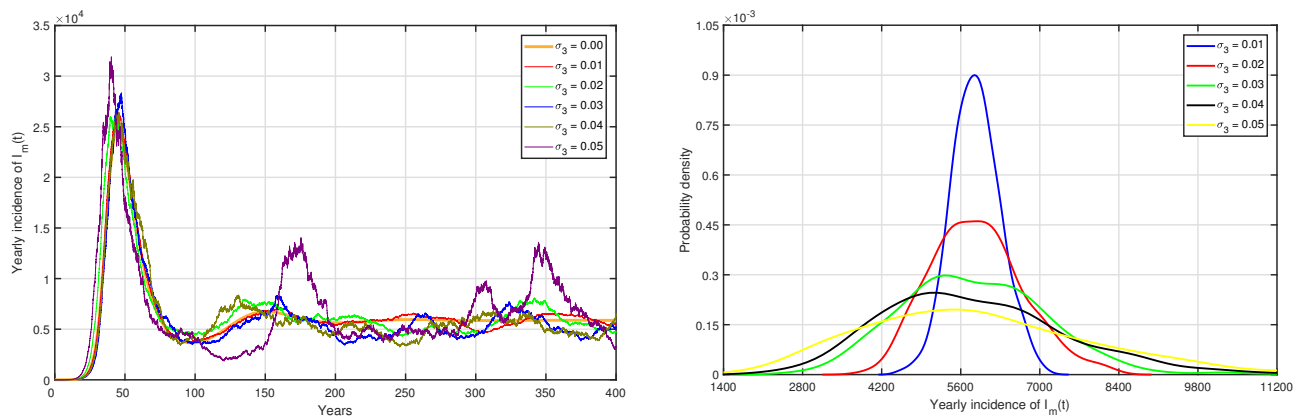 ×10^4
3.5
3
2.5
2
1.5
1
0.5
0
0 50 100 150 200 250 300 350 400
Years
Yearly incidence of I_m(t)
σ_3 = 0.00
σ_3 = 0.01
σ_3 = 0.02
σ_3 = 0.03
σ_3 = 0.04
σ_3 = 0.05
×10^-3
1.05
0.9
0.75
0.6
0.45
0.3
0.15
0
1400 2800 4200 5600 7000 8400 9800 11200
Yearly incidence of I_m(t)
Probability density
σ_3 = 0.01
σ_3 = 0.02
σ_3 = 0.03
σ_3 = 0.04
σ_3 = 0.05